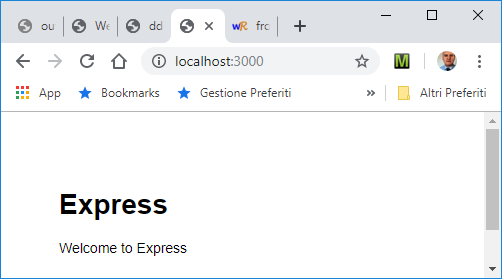 ou
We
dd
wR frc
localhost:3000
M
App Bookmarks Gestione Preferiti » Altri Preferiti
Express
Welcome to Express